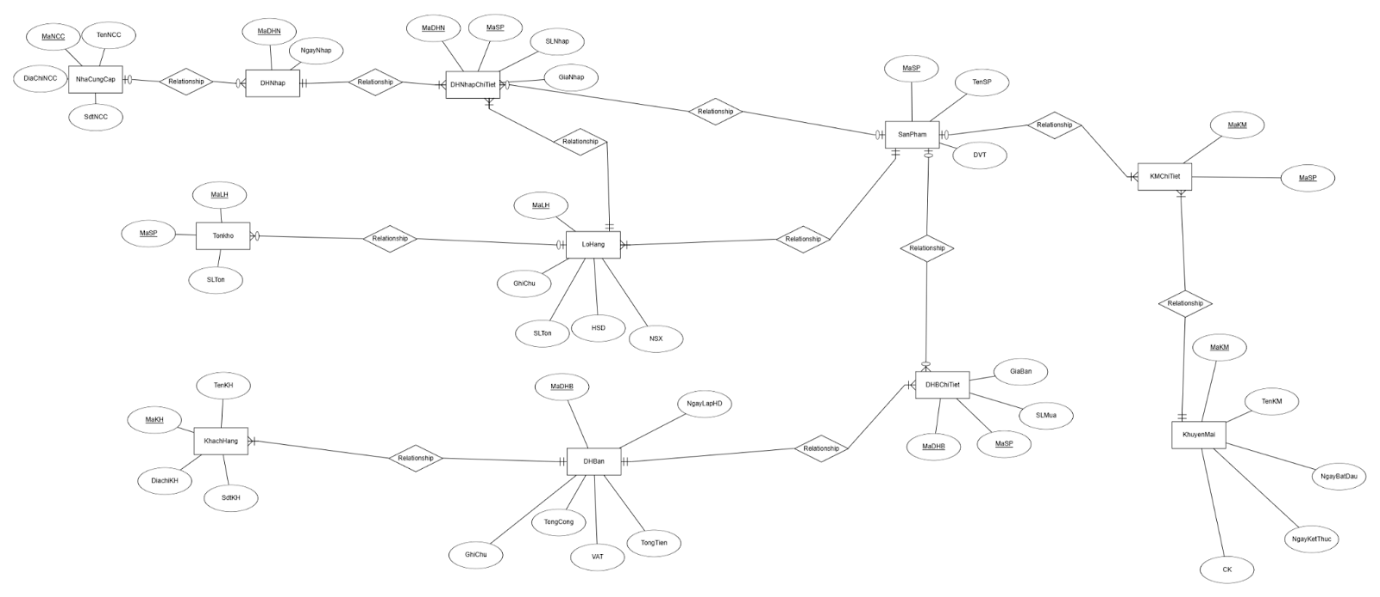 MaNCC
TenNCC
DiaChiNCC
NhaCungCap
SdtNCC
Relationship
MaDHN
NgayNhap
DHNhap
Relationship
MaDHN
MaSP
SLNhap
GiaNhap
DHNhapChiTiet
Relationship
Relationship
MaSP
TenSP
SanPham
DVT
Relationship
MaKM
MaSP
KMChiTiet
MaLH
MaSP
Tonkho
SLTon
Relationship
MaLH
LoHang
GhiChu
SLTon
HSD
NSX
Relationship
Relationship
Relationship
MaKM
TenKM
KhuyenMai
NgayBatDau
NgayKetThuc
CK
TenKH
MaKH
KhachHang
DiachiKH
SdtKH
Relationship
MaDHB
NgayLapHD
DHBan
GhiChu
TengCong
VAT
TongTien
Relationship
DHBChiTiet
GiaBan
SLMua
MaDHB
MaSP